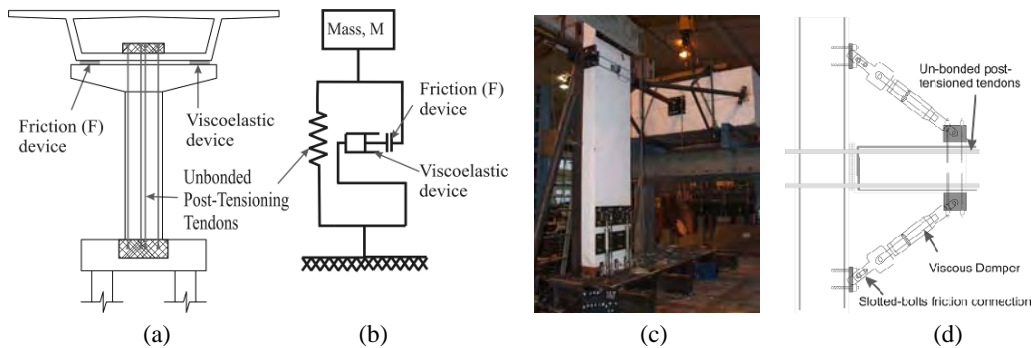 Friction (F)
device
Viscoelastic
device
Unbonded
Post-Tensioning
Tendons
(a)
Mass, M
Friction (F)
device
Viscoelastic
device
(b)
(c)
Un-bonded post-
tensioned tendons
Viscous Damper
Slotted-bolts friction connection
(d)